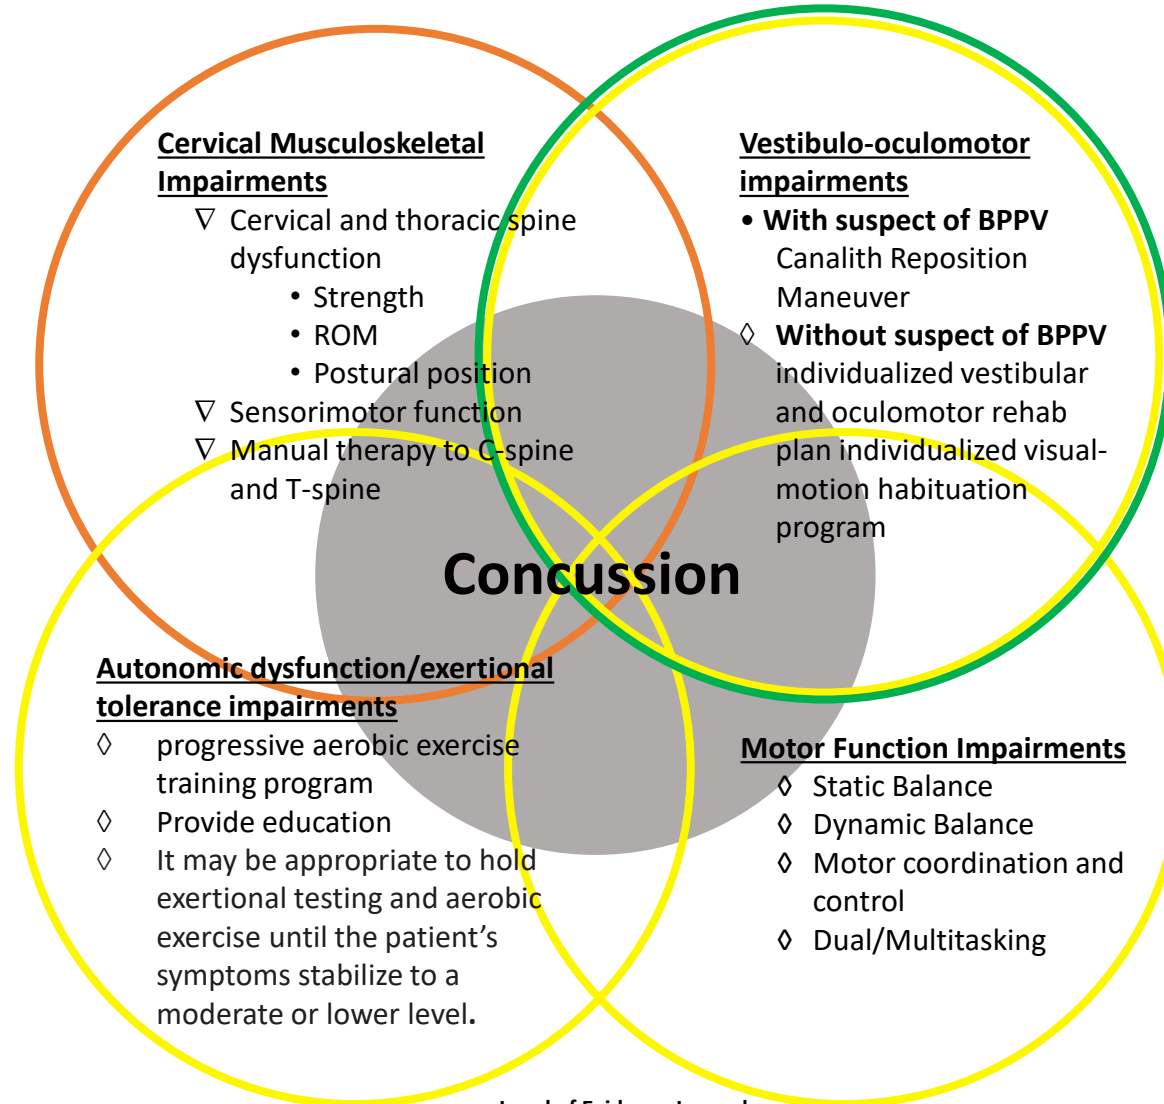 Cervical Musculoskeletal
Impairments
∇ Cervical and thoracic spine
dysfunction
• Strength
• ROM
• Postural position
∇ Sensorimotor function
∇ Manual therapy to C-spine
and T-spine
Vestibulo-oculomotor
impairments
• With suspect of BPPV
Canalith Reposition
Maneuver
◊ Without suspect of BPPV
individualized vestibular
and oculomotor rehab
plan individualized visual-
motion habituation
program
Concussion
Autonomic dysfunction/exertional
tolerance impairments
◊ progressive aerobic exercise
training program
◊ Provide education
◊ It may be appropriate to hold
exertional testing and aerobic
exercise until the patient’s
symptoms stabilize to a
moderate or lower level.
Motor Function Impairments
◊ Static Balance
◊ Dynamic Balance
◊ Motor coordination and
control
◊ Dual/Multitasking